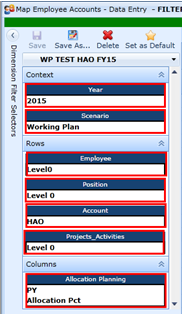 Map Employee Accounts - Data Entry - FILTE
Save Save As... Delete Set as Default
WP TEST HAO FY15
Dimension Filter Selectors
Context
Year
2015
Scenario
Working Plan
Rows
Employee
Level0
Position
Level 0
Account
HAO
Projects_Activities
Level 0
Columns
Allocation Planning
PY
Allocation Pct